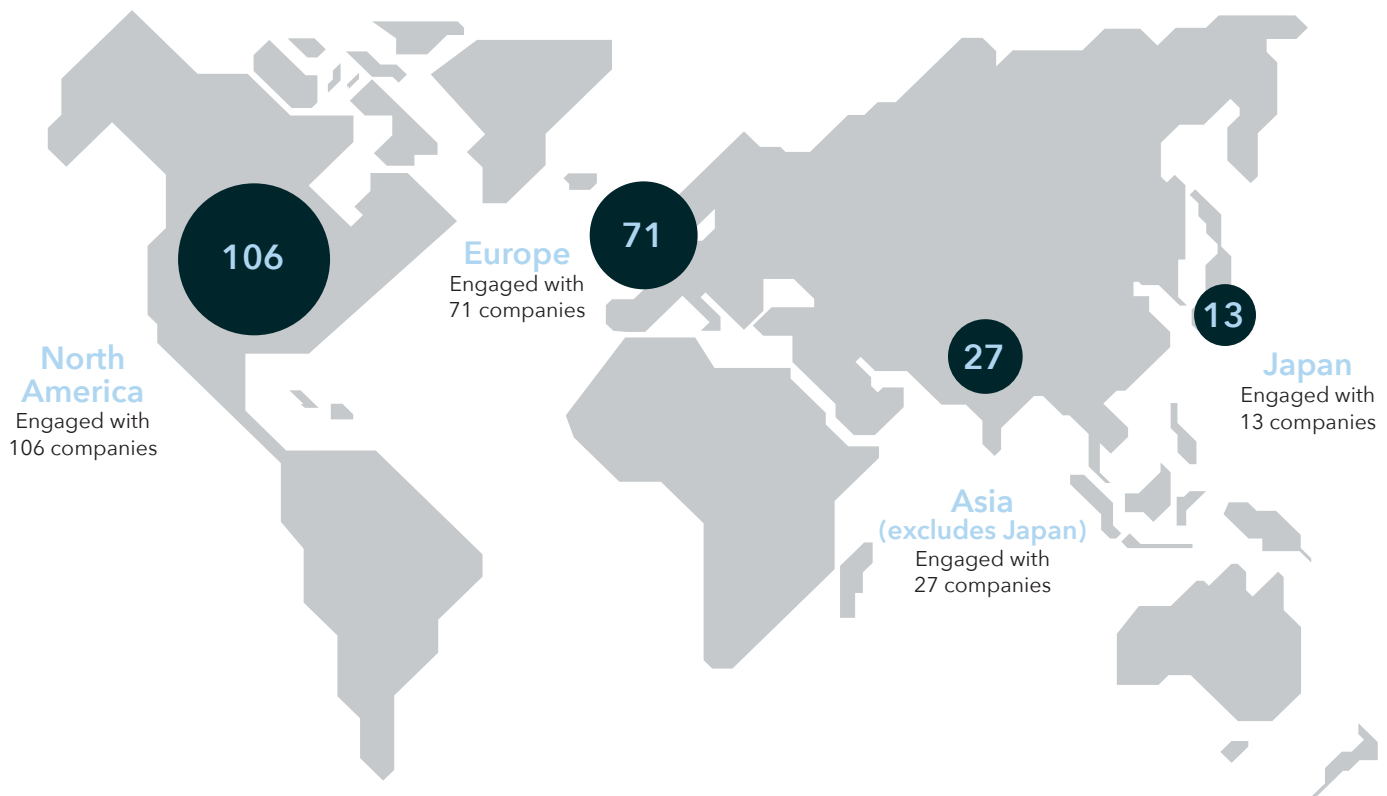 106
North
America
Engaged with
106 companies
71
Europe
Engaged with
71 companies
27
Asia
(excludes Japan)
Engaged with
27 companies
13
Japan
Engaged with
13 companies